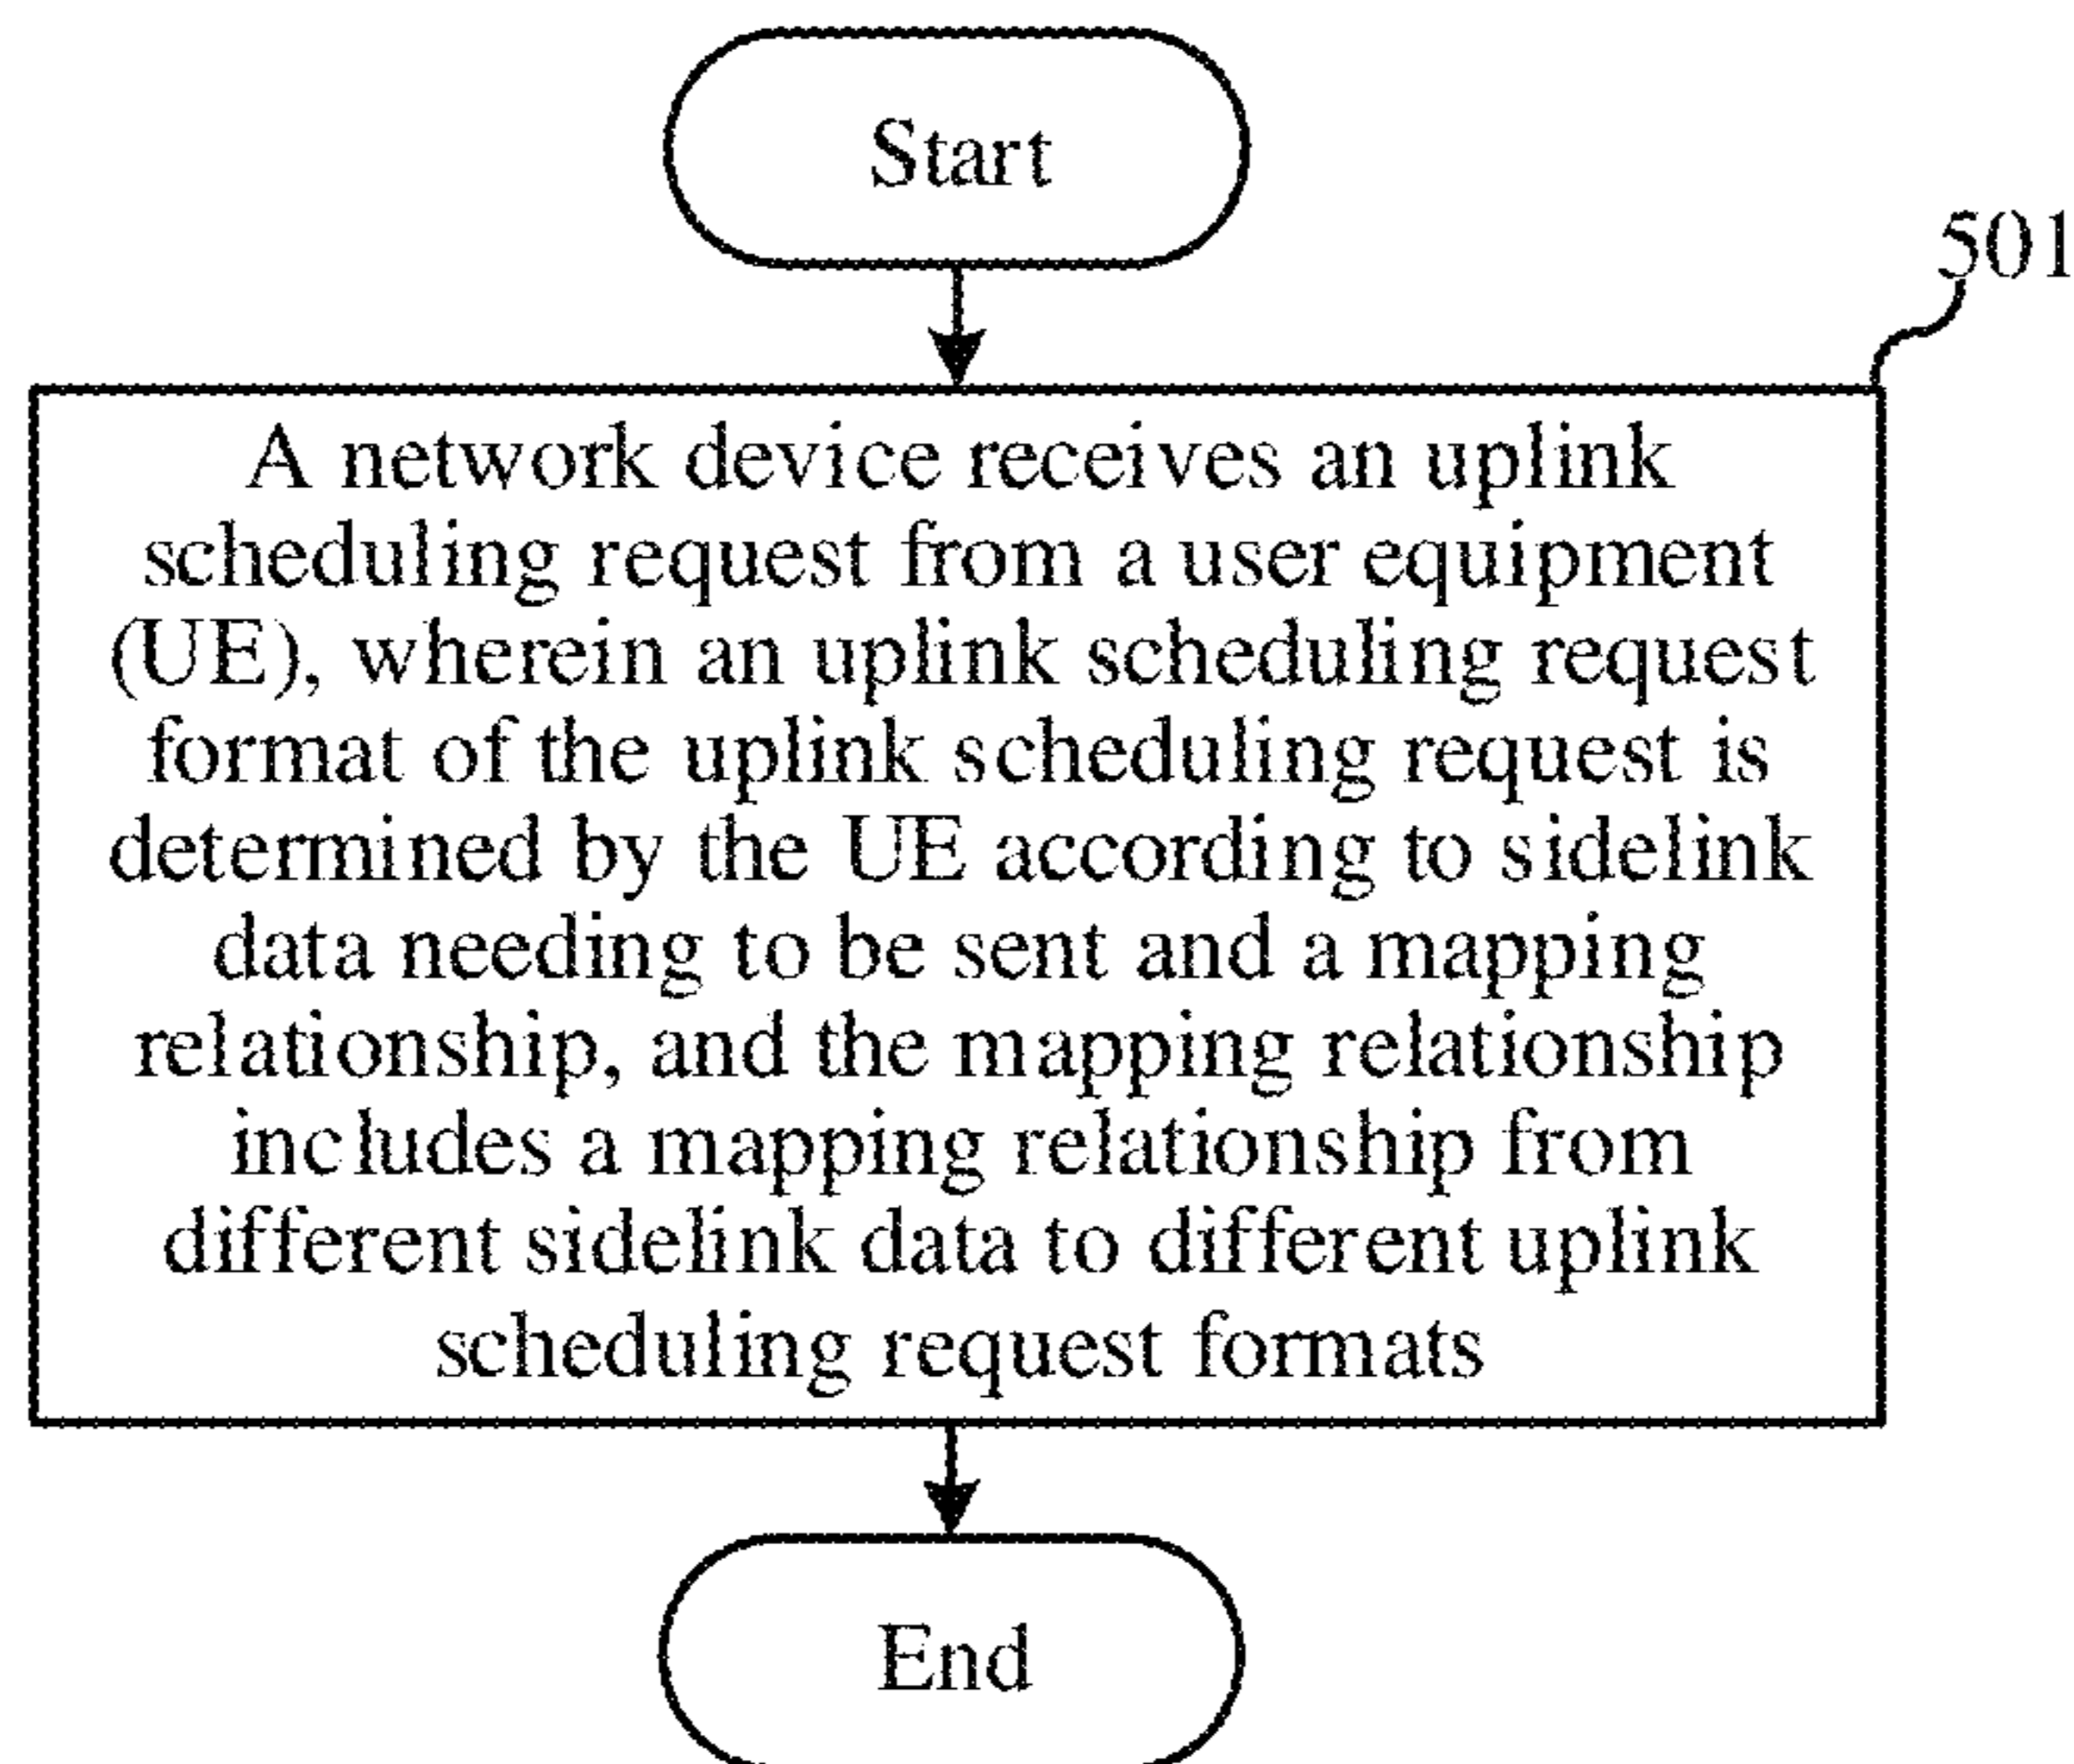 Start
501
A network device receives an uplink
scheduling request from a user equipment
(UE), wherein an uplink scheduling request
format of the uplink scheduling request is
determined by the UE according to sidelink
data needing to be sent and a mapping
relationship, and the mapping relationship
includes a mapping relationship from
different sidelink data to different uplink
scheduling request formats
End